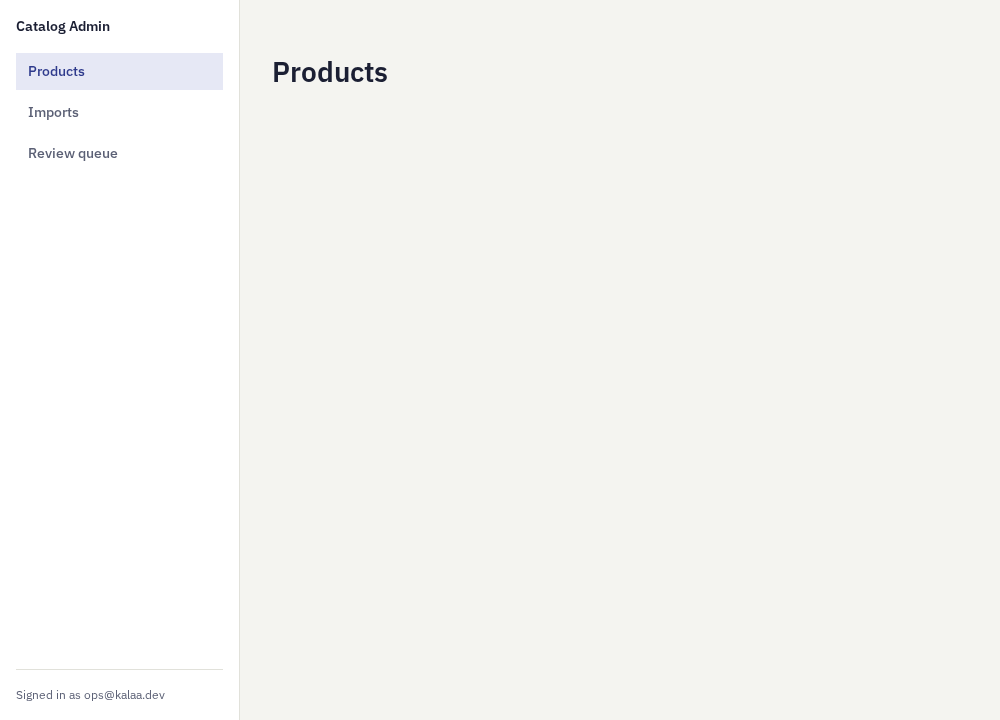 Catalog Admin
Products
Imports
Review queue
Signed in as ops@kalaa.dev
Products